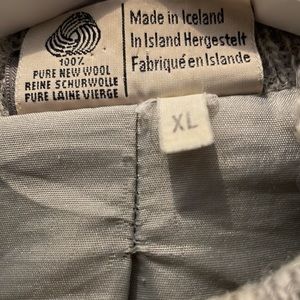 100%
PURE NEW WOOL
REINE SCHURWOLLE
PURE LAINE VIERGE
Made in Iceland
In Island Hergestelt
Fabriqué en Islande
XL